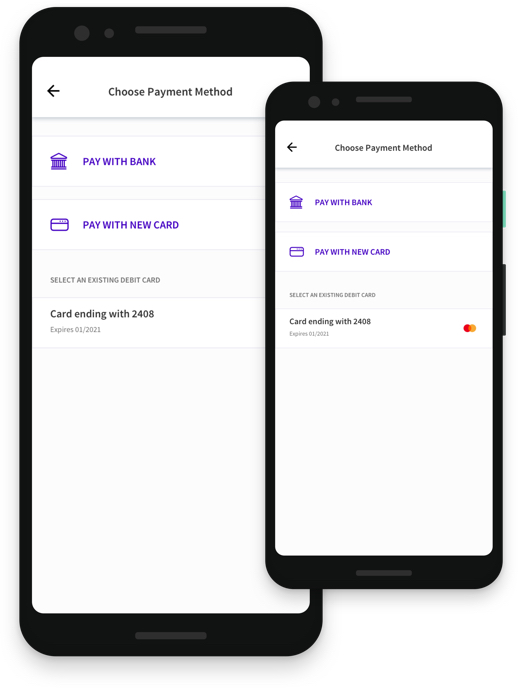 Choose Payment Method
PAY WITH BANK
PAY WITH NEW CARD
SELECT AN EXISTING DEBIT CARD
Card ending with 2408
Expires 01/2021
Choose Payment Method
PAY WITH BANK
PAY WITH NEW CARD
SELECT AN EXISTING DEBIT CARD
Card ending with 2408
Expires 01/2021